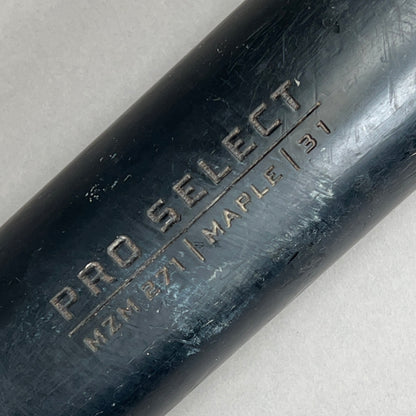 PRO SELECT
MZM 271 | MAPLE | 31